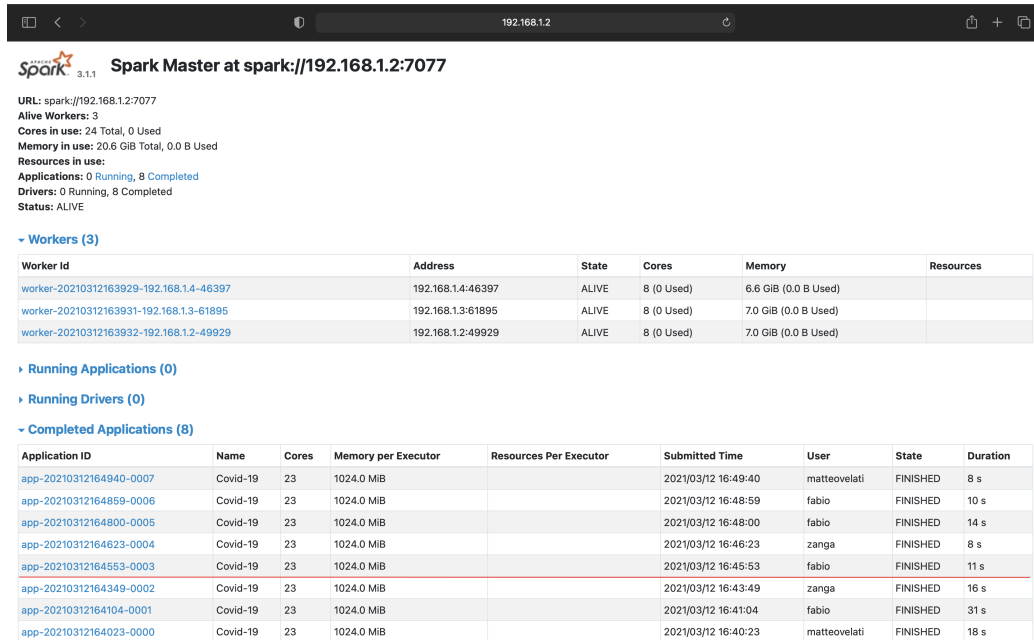 192.168.1.2
APACHE
Spark 3.1.1 Spark Master at spark://192.168.1.2:7077
URL: spark://192.168.1.2:7077
Alive Workers: 3
Cores in use: 24 Total, 0 Used
Memory in use: 20.6 GiB Total, 0.0 B Used
Resources in use:
Applications: 0 Running, 8 Completed
Drivers: 0 Running, 8 Completed
Status: ALIVE
Workers (3)
Worker Id Address State Cores Memory Resources
worker-20210312163929-192.168.1.4-46397 192.168.1.4:46397 ALIVE 8 (0 Used) 6.6 GiB (0.0 B Used)
worker-20210312163931-192.168.1.3-61895 192.168.1.3:61895 ALIVE 8 (0 Used) 7.0 GiB (0.0 B Used)
worker-20210312163932-192.168.1.2-49929 192.168.1.2:49929 ALIVE 8 (0 Used) 7.0 GiB (0.0 B Used)
Running Applications (0)
Running Drivers (0)
Completed Applications (8)
Application ID Name Cores Memory per Executor Resources Per Executor Submitted Time User State Duration
app-20210312164940-0007 Covid-19 23 1024.0 MiB 2021/03/12 16:49:40 matteovelati FINISHED 8 s
app-20210312164859-0006 Covid-19 23 1024.0 MiB 2021/03/12 16:48:59 fabio FINISHED 10 s
app-20210312164800-0005 Covid-19 23 1024.0 MiB 2021/03/12 16:48:00 fabio FINISHED 14 s
app-20210312164623-0004 Covid-19 23 1024.0 MiB 2021/03/12 16:46:23 zanga FINISHED 8 s
app-20210312164553-0003 Covid-19 23 1024.0 MiB 2021/03/12 16:45:53 fabio FINISHED 11 s
app-20210312164349-0002 Covid-19 23 1024.0 MiB 2021/03/12 16:43:49 zanga FINISHED 16 s
app-20210312164104-0001 Covid-19 23 1024.0 MiB 2021/03/12 16:41:04 fabio FINISHED 31 s
app-20210312164023-0000 Covid-19 23 1024.0 MiB 2021/03/12 16:40:23 matteovelati FINISHED 18 s